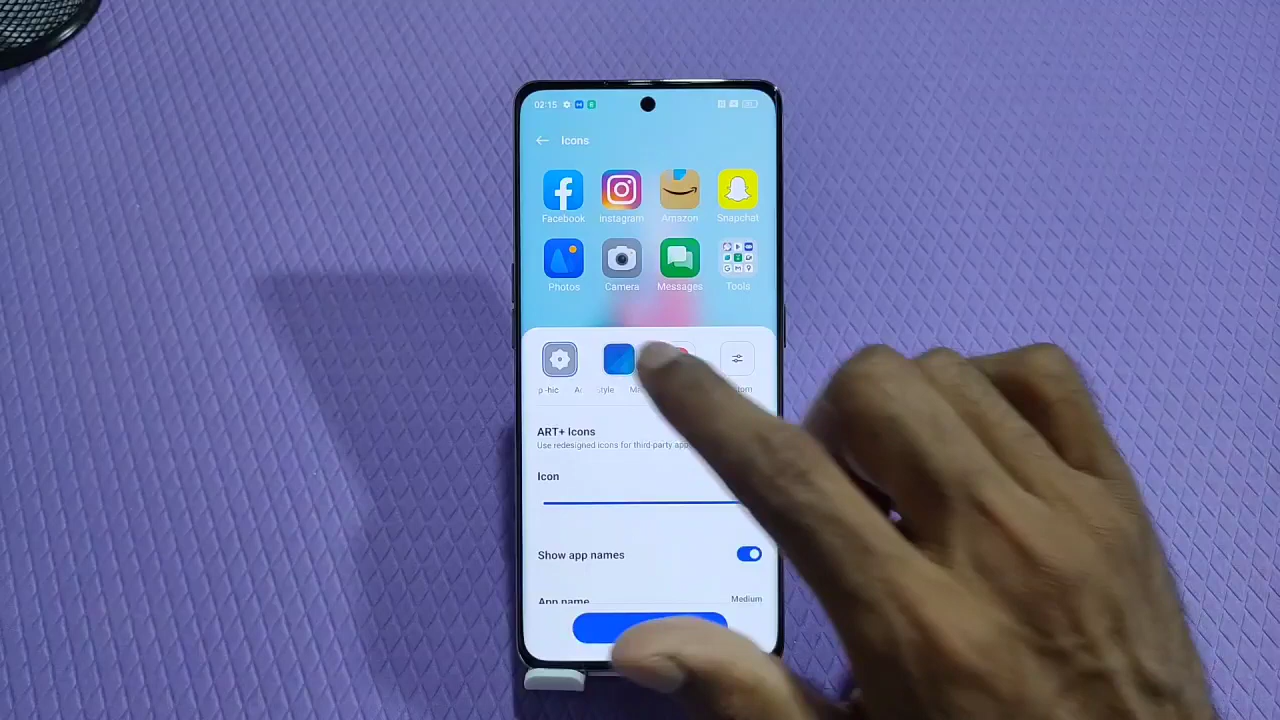 02:15
Icons
Facebook Instagram Amazon Snapchat
Photos Camera Messages Tools
ART+ Icons
Use redesigned icons for third-party app
Icon
Show app names
App name Medium